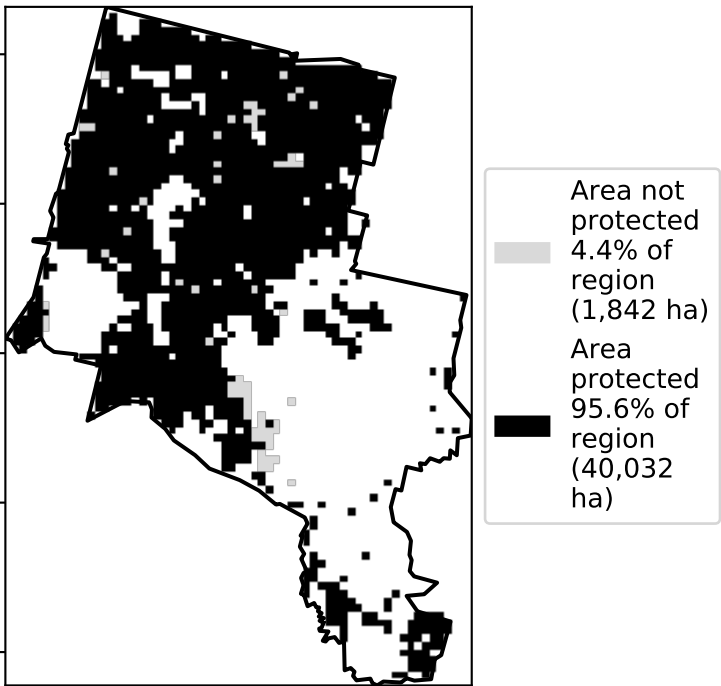 Area not
protected
4.4% of
region
(1,842 ha)
Area
protected
95.6% of
region
(40,032
ha)